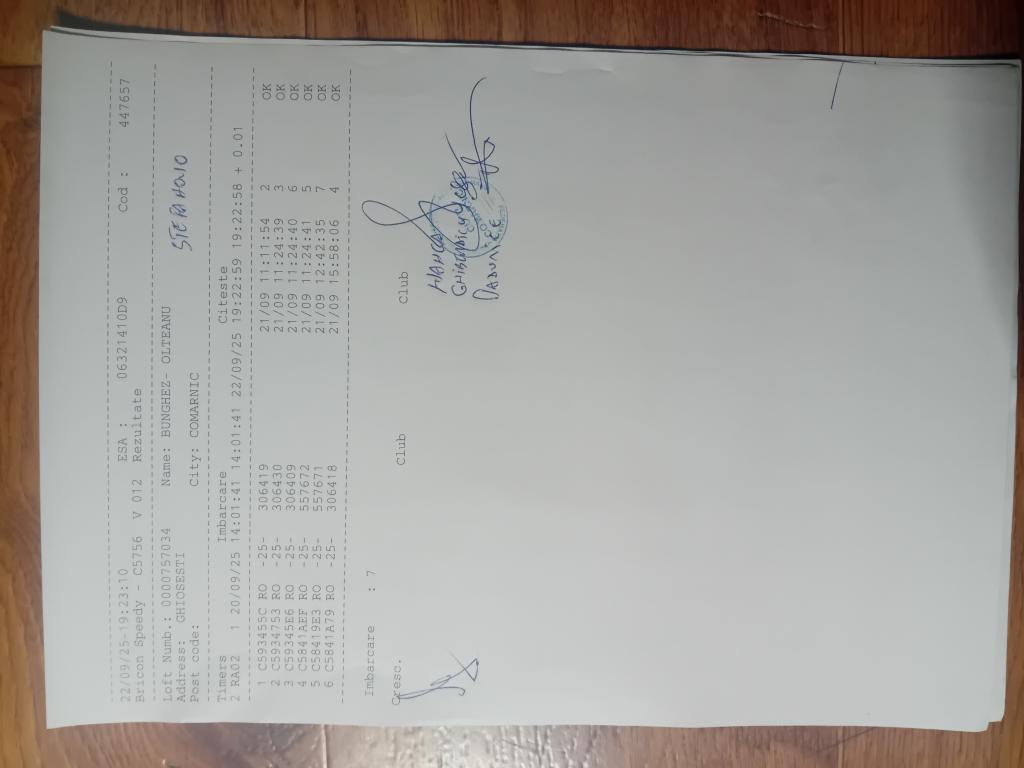 22/09/25-19:23:10 ESA : 06321410D9 Cod : 447657
Bricon Speedy - C5756 V 012 Rezultate
Loft Numb.: 0000757034 Name: BUNGHEZ- OLTEANU
Address: GHIOSESTI
Post code: City: COMARNIC
Timers Imbarcare Citeste
2 RA02 1 20/09/25 14:01:41 14:01:41 22/09/25 19:22:59 19:22:58 + 0.01
1 C593455C RO -25- 306419 21/09 11:11:54 2 OK
2 C5934753 RO -25- 306430 21/09 11:24:39 3 OK
3 C59345E6 RO -25- 306409 21/09 11:24:40 6 OK
4 C5841AEF RO -25- 557672 21/09 11:24:41 5 OK
5 C58419E3 RO -25- 557671 21/09 12:42:35 7 OK
6 C5841A79 RO -25- 306418 21/09 15:58:06 4 OK
Imbarcare : 7
Cresc. Club Club